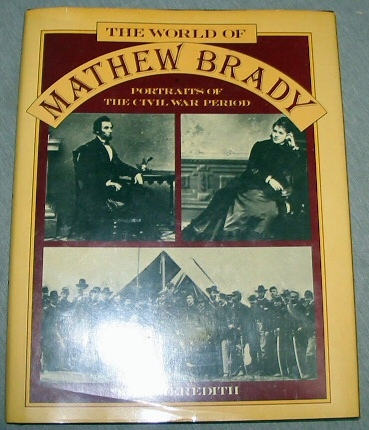 THE WORLD OF
MATHEW BRADY
PORTRAITS OF
THE CIVIL WAR PERIOD
MEREDITH